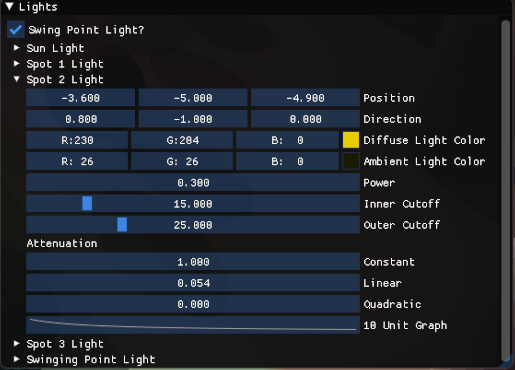 Lights
Swing Point Light?
Sun Light
Spot 1 Light
Spot 2 Light
-3.600 -5.000 -4.900 Position
0.800 -1.000 0.000 Direction
R:230 G:204 B: 0 Diffuse Light Color
R: 26 G: 26 B: 0 Ambient Light Color
0.300 Power
15.000 Inner Cutoff
25.000 Outer Cutoff
Attenuation
1.000 Constant
0.054 Linear
0.000 Quadratic
10 Unit Graph
Spot 3 Light
Swinging Point Light